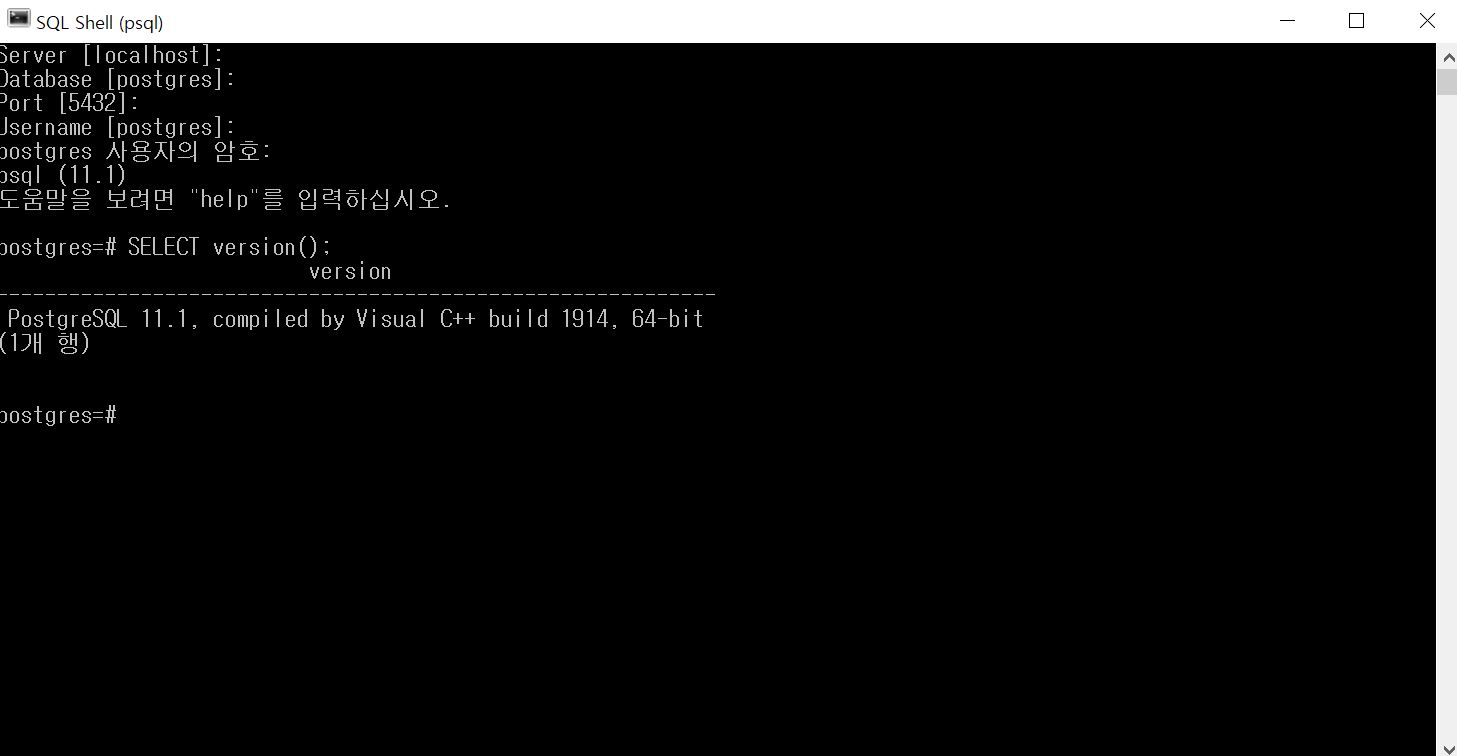 SQL Shell (psql)
Server [localhost]:
Database [postgres]:
Port [5432]:
Username [postgres]:
postgres 사용자의 암호:
psql (11.1)
도움말을 보려면 "help"를 입력하십시오.
postgres=# SELECT version();
version
------------------------------------------------------------
PostgreSQL 11.1, compiled by Visual C++ build 1914, 64-bit
(1개 행)
postgres=#